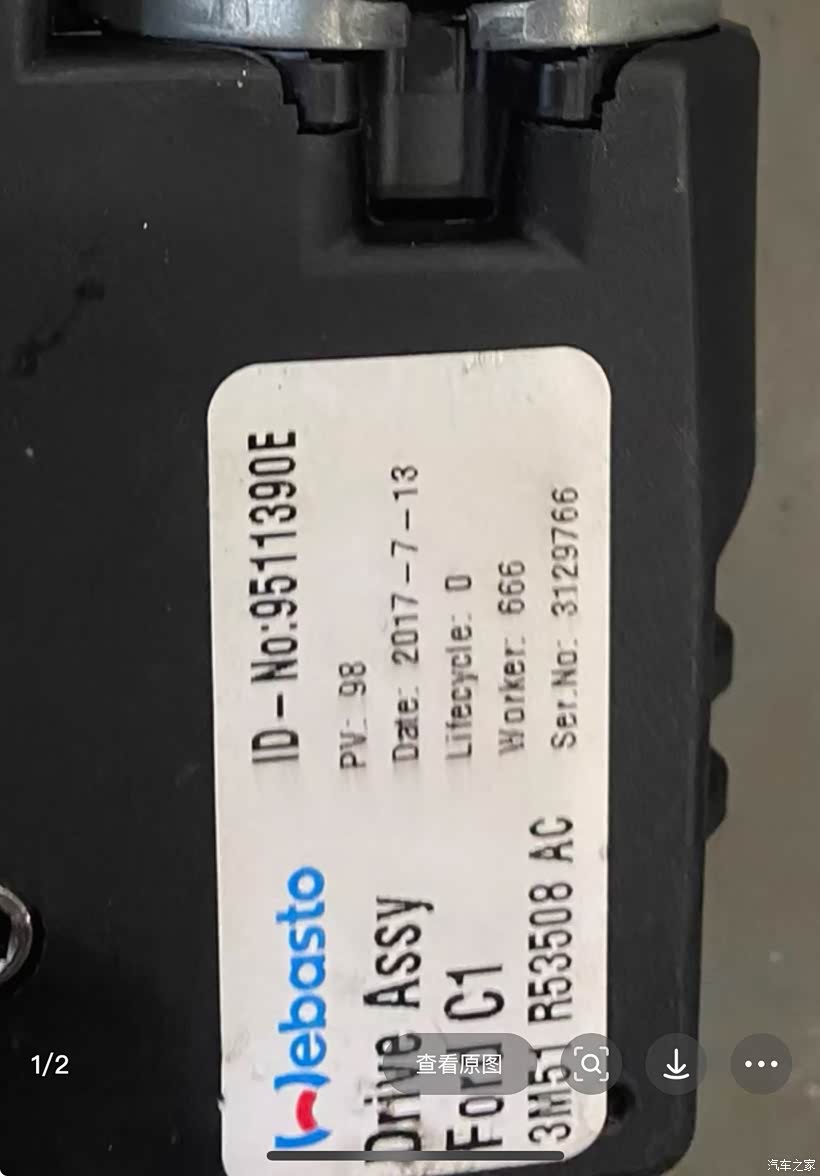 Webasto
Drive Assy
Ford C1
3M51 R53508 AC
ID-No:9511390E
PV: 98
Date: 2017-7-13
Lifecycle: 0
Worker: 666
Ser.No: 3129766
1/2
查看原图
汽车之家